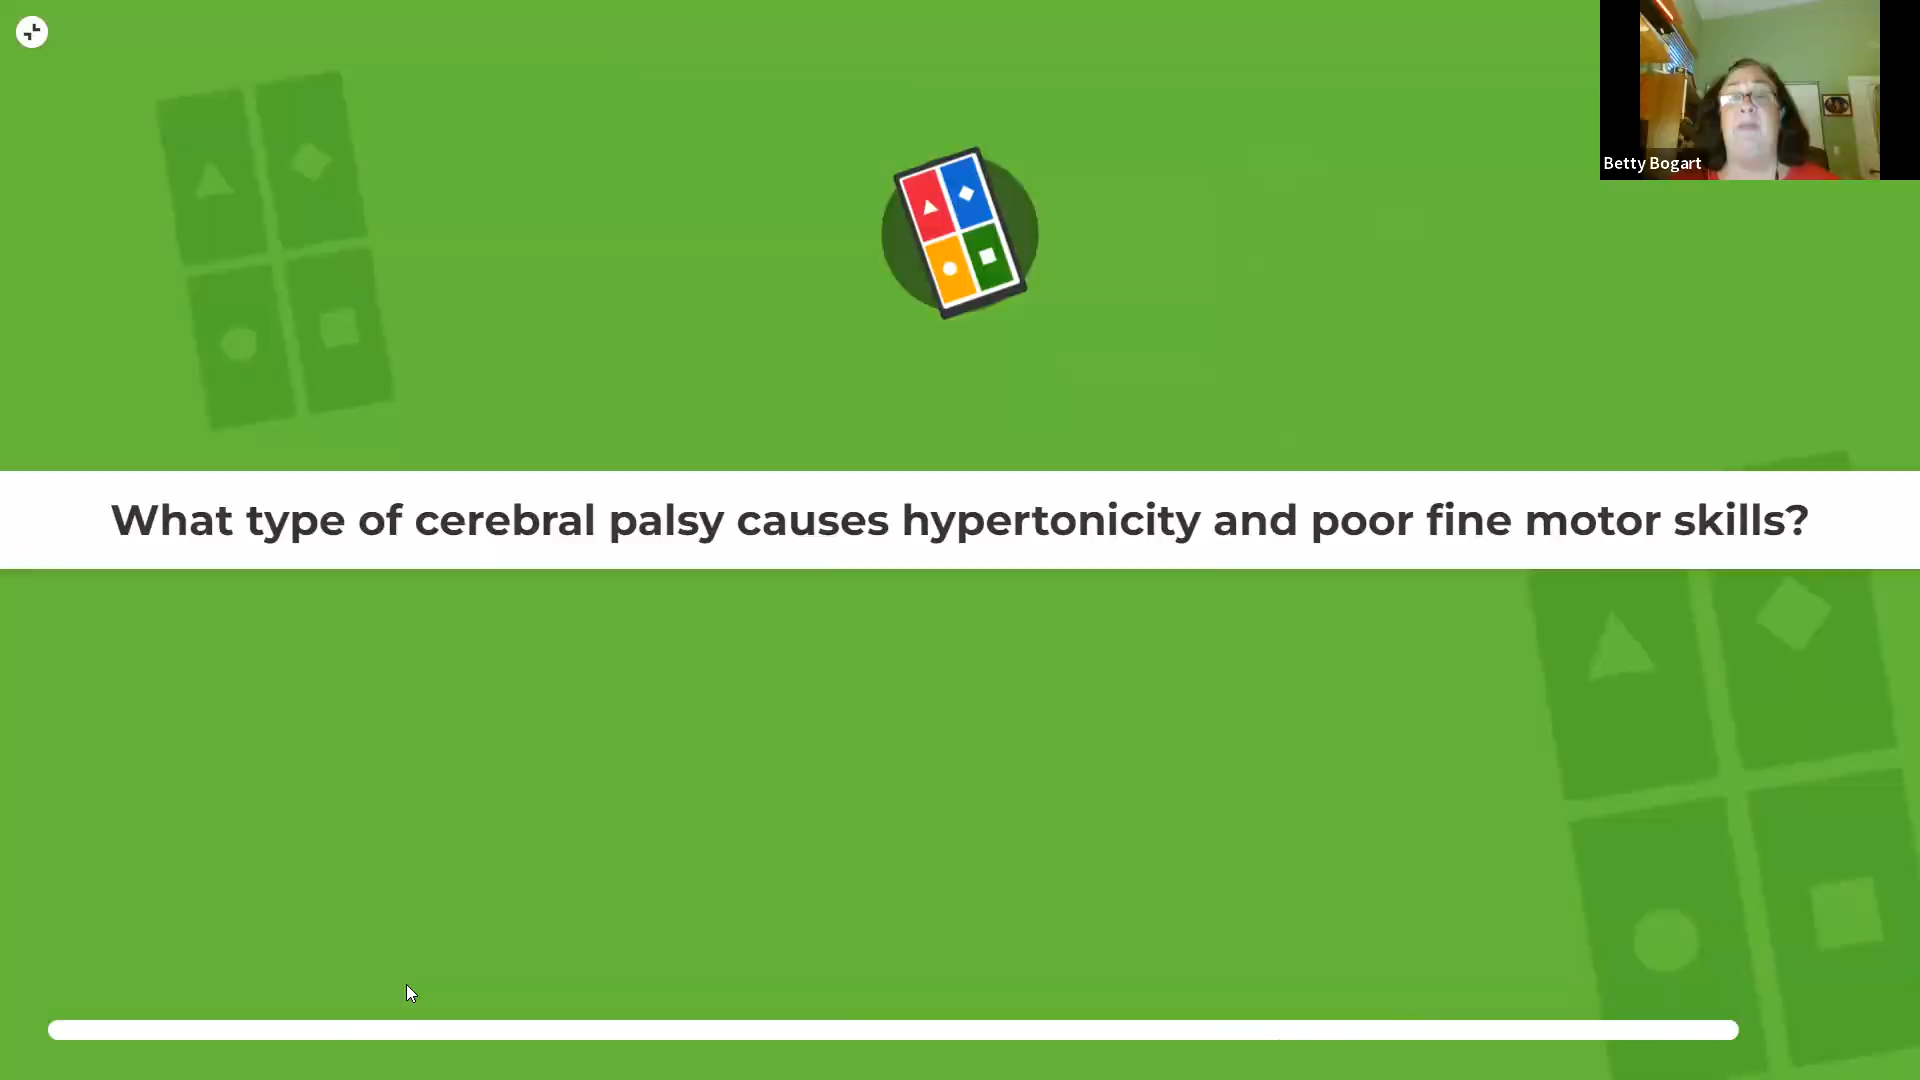 Betty Bogart
What type of cerebral palsy causes hypertonicity and poor fine motor skills?